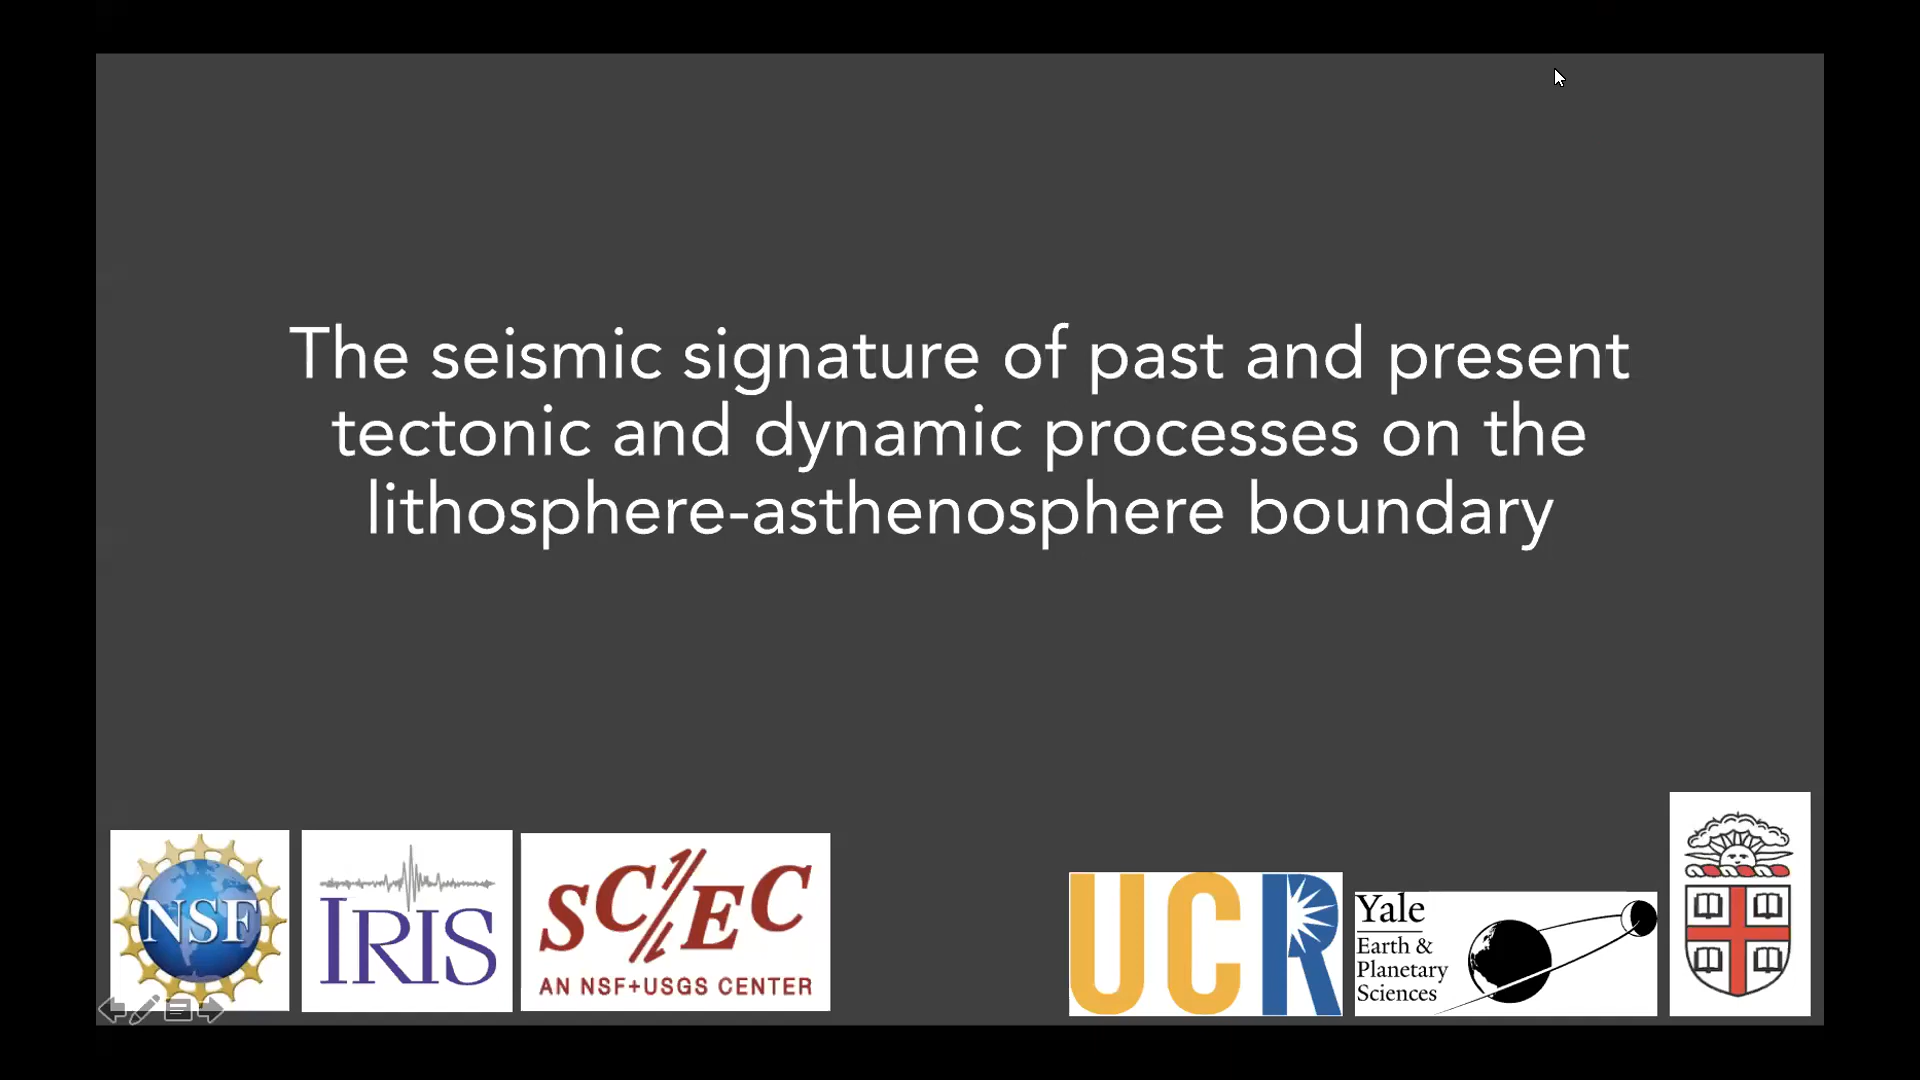 The seismic signature of past and present
tectonic and dynamic processes on the
lithosphere-asthenosphere boundary
NSF
IRIS
SC/EC
AN NSF+USGS CENTER
UCR
Yale
Earth &
Planetary
Sciences